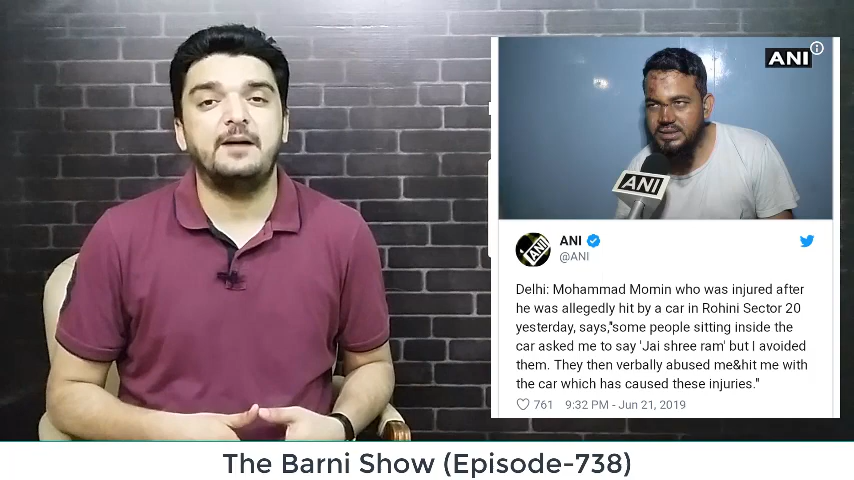 ANI
ANI
ANI
ANI
@ANI
Delhi: Mohammad Momin who was injured after
he was allegedly hit by a car in Rohini Sector 20
yesterday, says,"some people sitting inside the
car asked me to say 'Jai shree ram' but I avoided
them. They then verbally abused me&hit me with
the car which has caused these injuries."
761 9:32 PM - Jun 21, 2019
The Barni Show (Episode-738)